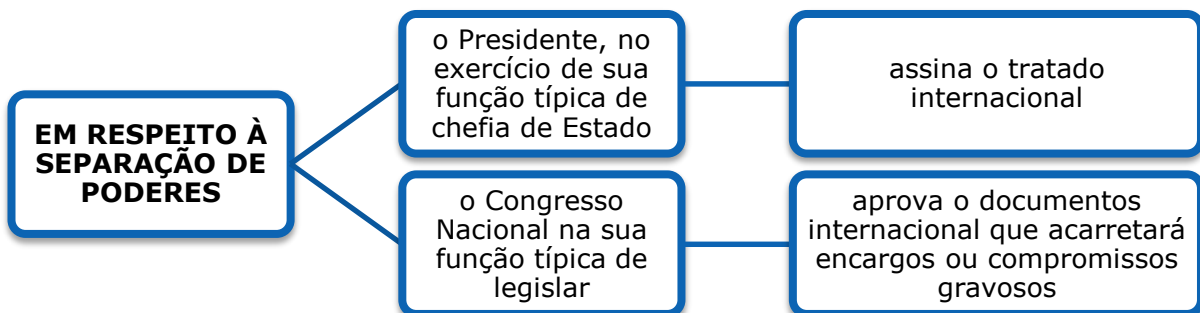 EM RESPEITO À
SEPARAÇÃO DE
PODERES
o Presidente, no
exercício de sua
função típica de
chefia de Estado
assina o tratado
internacional
o Congresso
Nacional na sua
função típica de
legislar
aprova o documentos
internacional que acarretará
encargos ou compromissos
gravosos